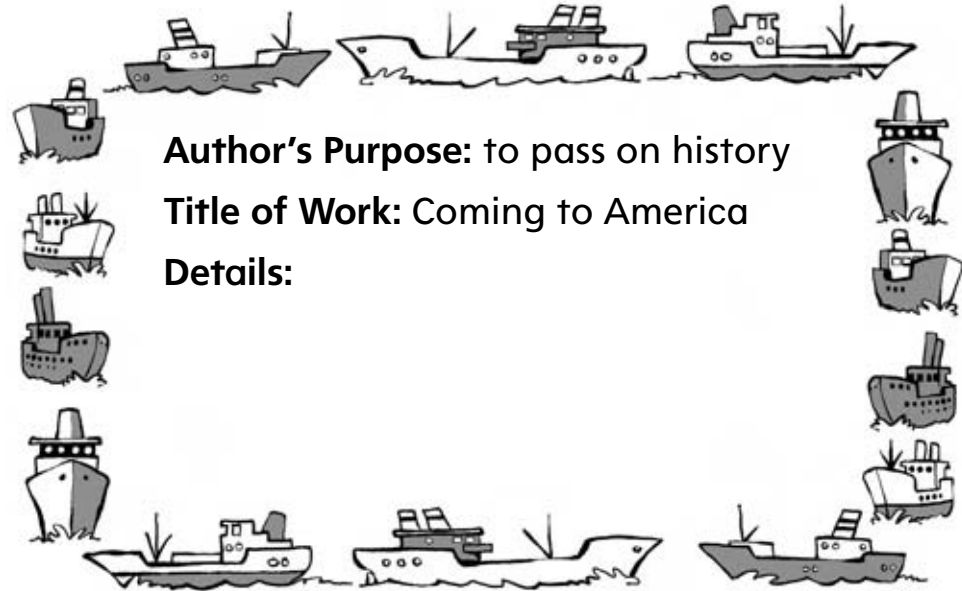 Author’s Purpose: to pass on history
Title of Work: Coming to America
Details: